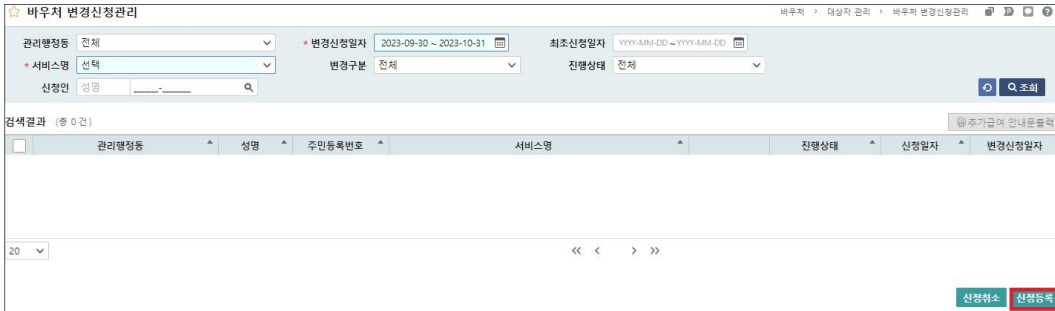 바우처 변경신청관리
바우처 > 대상자 관리 > 바우처 변경신청관리
관리행정동 전체 * 변경신청일자 2023-09-30 ~ 2023-10-31 최초신청일자 YYYY-MM-DD ~ YYYY-MM-DD
* 서비스명 선택 변경구분 전체 진행상태 전체
신청인 성명 ______-_______ 조회
검색결과 (총 0 건) 추가급여 안내문출력
관리행정동 성명 주민등록번호 서비스명 진행상태 신청일자 변경신청일자
20 << < > >>
신청취소 신청등록